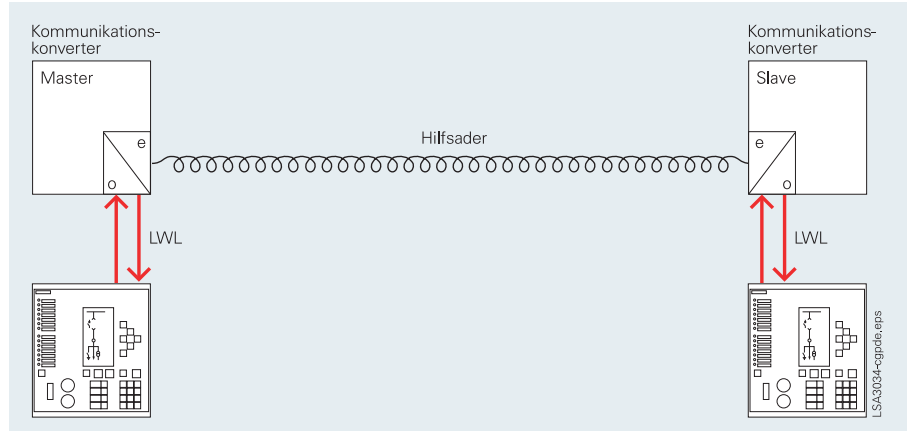 Kommunikations-
konverter
Master
e
o
Hilfsader
Kommunikations-
konverter
Slave
e
o
LWL
LWL
LSA3034-cgpde.eps